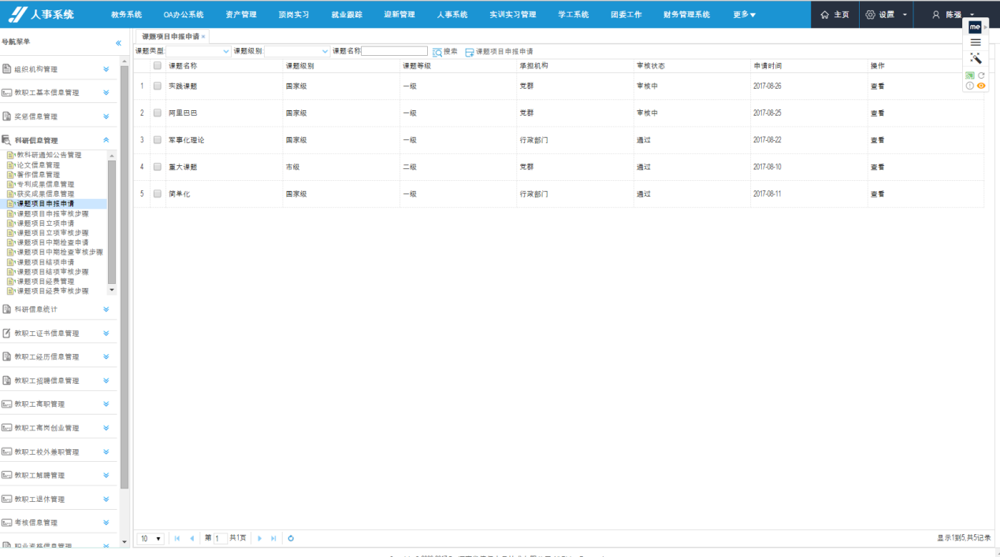 人事系统 教务系统 OA办公系统 资产管理 顶岗实习 就业跟踪 迎新管理 人事系统 实训实习管理 学工系统 团委工作 财务管理系统 更多▼ 主页 设置 陈强
me
导航菜单 «
组织机构管理
教职工基本信息管理
奖惩信息管理
科研信息管理
教科研通知公告管理
论文信息管理
著作信息管理
专利成果信息管理
获奖成果信息管理
课题项目申报申请
课题项目申报审核步骤
课题项目立项申请
课题项目立项审核步骤
课题项目中期检查申请
课题项目中期检查审核步骤
课题项目结项申请
课题项目结项审核步骤
课题项目经费管理
课题项目经费审核步骤
科研信息统计
教职工证书信息管理
教职工经历信息管理
教职工招聘信息管理
教职工离职管理
教职工离岗创业管理
教职工校外兼职管理
教职工解聘管理
教职工退休管理
考核信息管理
职业资格信息管理
课题项目申报申请 ×
课题类型: 课题级别: 课题名称 搜索 课题项目申报申请
课题名称 课题级别 课题等级 承担机构 审核状态 申请时间 操作
1 实践课题 国家级 一级 党群 审核中 2017-08-26 查看
2 阿里巴巴 国家级 一级 党群 审核中 2017-08-25 查看
3 军事化理论 国家级 一级 行政部门 通过 2017-08-22 查看
4 重大课题 市级 二级 党群 通过 2017-08-10 查看
5 简单化 国家级 一级 行政部门 通过 2017-08-11 查看
10 第 1 共1页 显示1到5,共5记录